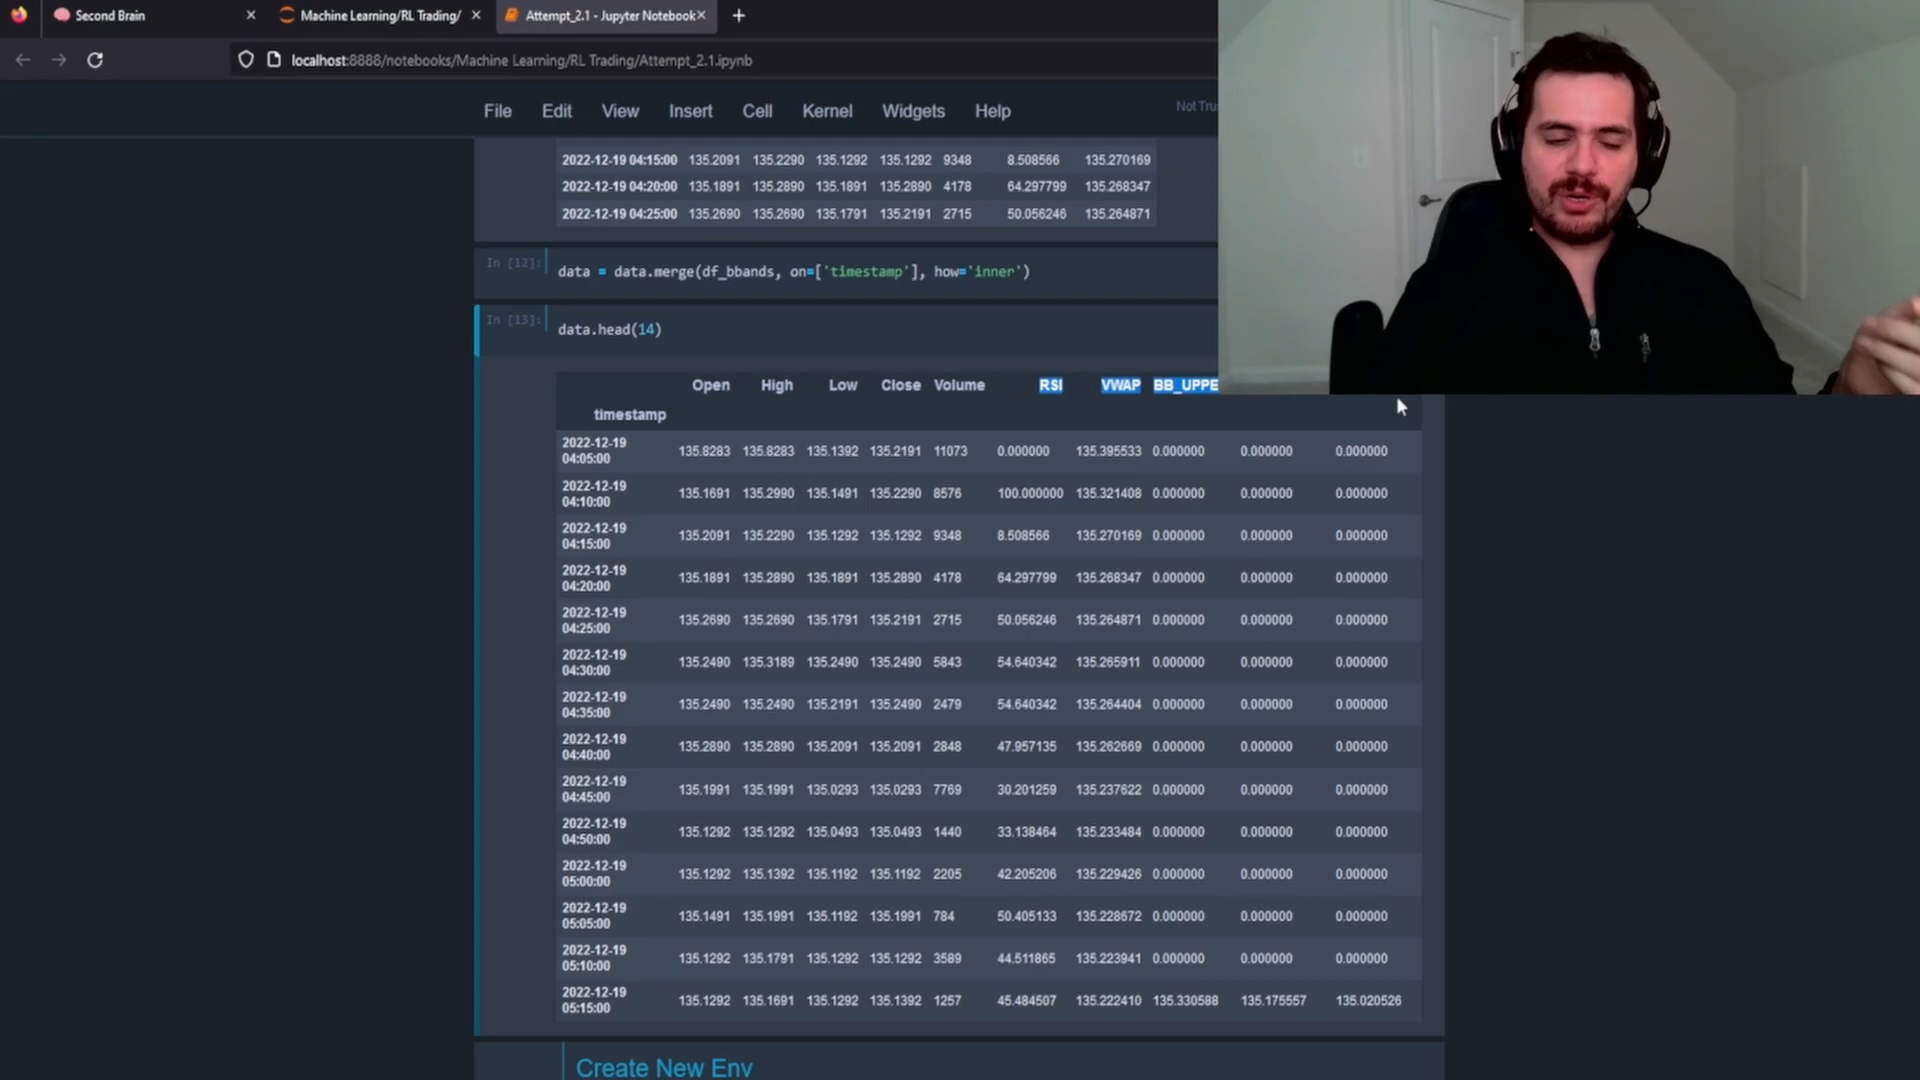 Second Brain
Machine Learning/RL Trading/
Attempt_2.1 - Jupyter Notebook
localhost:8888/notebooks/Machine Learning/RL Trading/Attempt_2.1.ipynb
File Edit View Insert Cell Kernel Widgets Help Not Tru
2022-12-19 04:15:00 135.2091 135.2290 135.1292 135.1292 9348 8.508566 135.270169
2022-12-19 04:20:00 135.1891 135.2890 135.1891 135.2890 4178 64.297799 135.268347
2022-12-19 04:25:00 135.2690 135.2690 135.1791 135.2191 2715 50.056246 135.264871
In [12]: data = data.merge(df_bbands, on=['timestamp'], how='inner')
In [13]: data.head(14)
Open High Low Close Volume RSI VWAP BB_UPPE
timestamp
2022-12-19
04:05:00 135.8283 135.8283 135.1392 135.2191 11073 0.000000 135.395533 0.000000 0.000000 0.000000
2022-12-19
04:10:00 135.1691 135.2990 135.1491 135.2290 8576 100.000000 135.321408 0.000000 0.000000 0.000000
2022-12-19
04:15:00 135.2091 135.2290 135.1292 135.1292 9348 8.508566 135.270169 0.000000 0.000000 0.000000
2022-12-19
04:20:00 135.1891 135.2890 135.1891 135.2890 4178 64.297799 135.268347 0.000000 0.000000 0.000000
2022-12-19
04:25:00 135.2690 135.2690 135.1791 135.2191 2715 50.056246 135.264871 0.000000 0.000000 0.000000
2022-12-19
04:30:00 135.2490 135.3189 135.2490 135.2490 5843 54.640342 135.265911 0.000000 0.000000 0.000000
2022-12-19
04:35:00 135.2490 135.2490 135.2191 135.2490 2479 54.640342 135.264404 0.000000 0.000000 0.000000
2022-12-19
04:40:00 135.2890 135.2890 135.2091 135.2091 2848 47.957135 135.262669 0.000000 0.000000 0.000000
2022-12-19
04:45:00 135.1991 135.1991 135.0293 135.0293 7769 30.201259 135.237622 0.000000 0.000000 0.000000
2022-12-19
04:50:00 135.1292 135.1292 135.0493 135.0493 1440 33.138464 135.233484 0.000000 0.000000 0.000000
2022-12-19
05:00:00 135.1292 135.1392 135.1192 135.1192 2205 42.205206 135.229426 0.000000 0.000000 0.000000
2022-12-19
05:05:00 135.1491 135.1991 135.1192 135.1991 784 50.405133 135.228672 0.000000 0.000000 0.000000
2022-12-19
05:10:00 135.1292 135.1791 135.1292 135.1292 3589 44.511865 135.223941 0.000000 0.000000 0.000000
2022-12-19
05:15:00 135.1292 135.1691 135.1292 135.1392 1257 45.484507 135.222410 135.330588 135.175557 135.020526
Create New Env